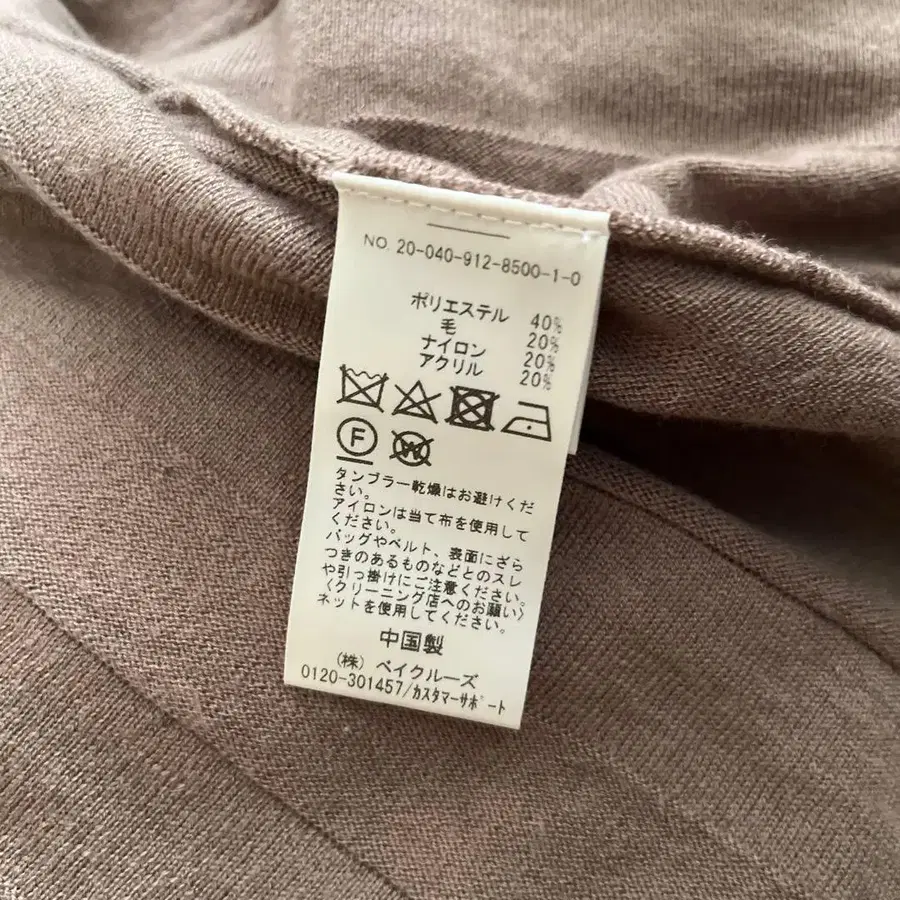 NO. 20-040-912-8500-1-0
ポリエステル 40%
毛 20%
ナイロン 20%
アクリル 20%
F W
タンブラー乾燥はお避けくだ
さい。
アイロンは当て布を使用して
ください。
バッグやベルト、表面にざら
つきのあるものなどとのスレ
や引っ掛けにご注意ください。
〈クリーニング店へのお願い〉
ネットを使用してください。
中国製
(株) ベイクルーズ
0120-301457/カスタマーサポート